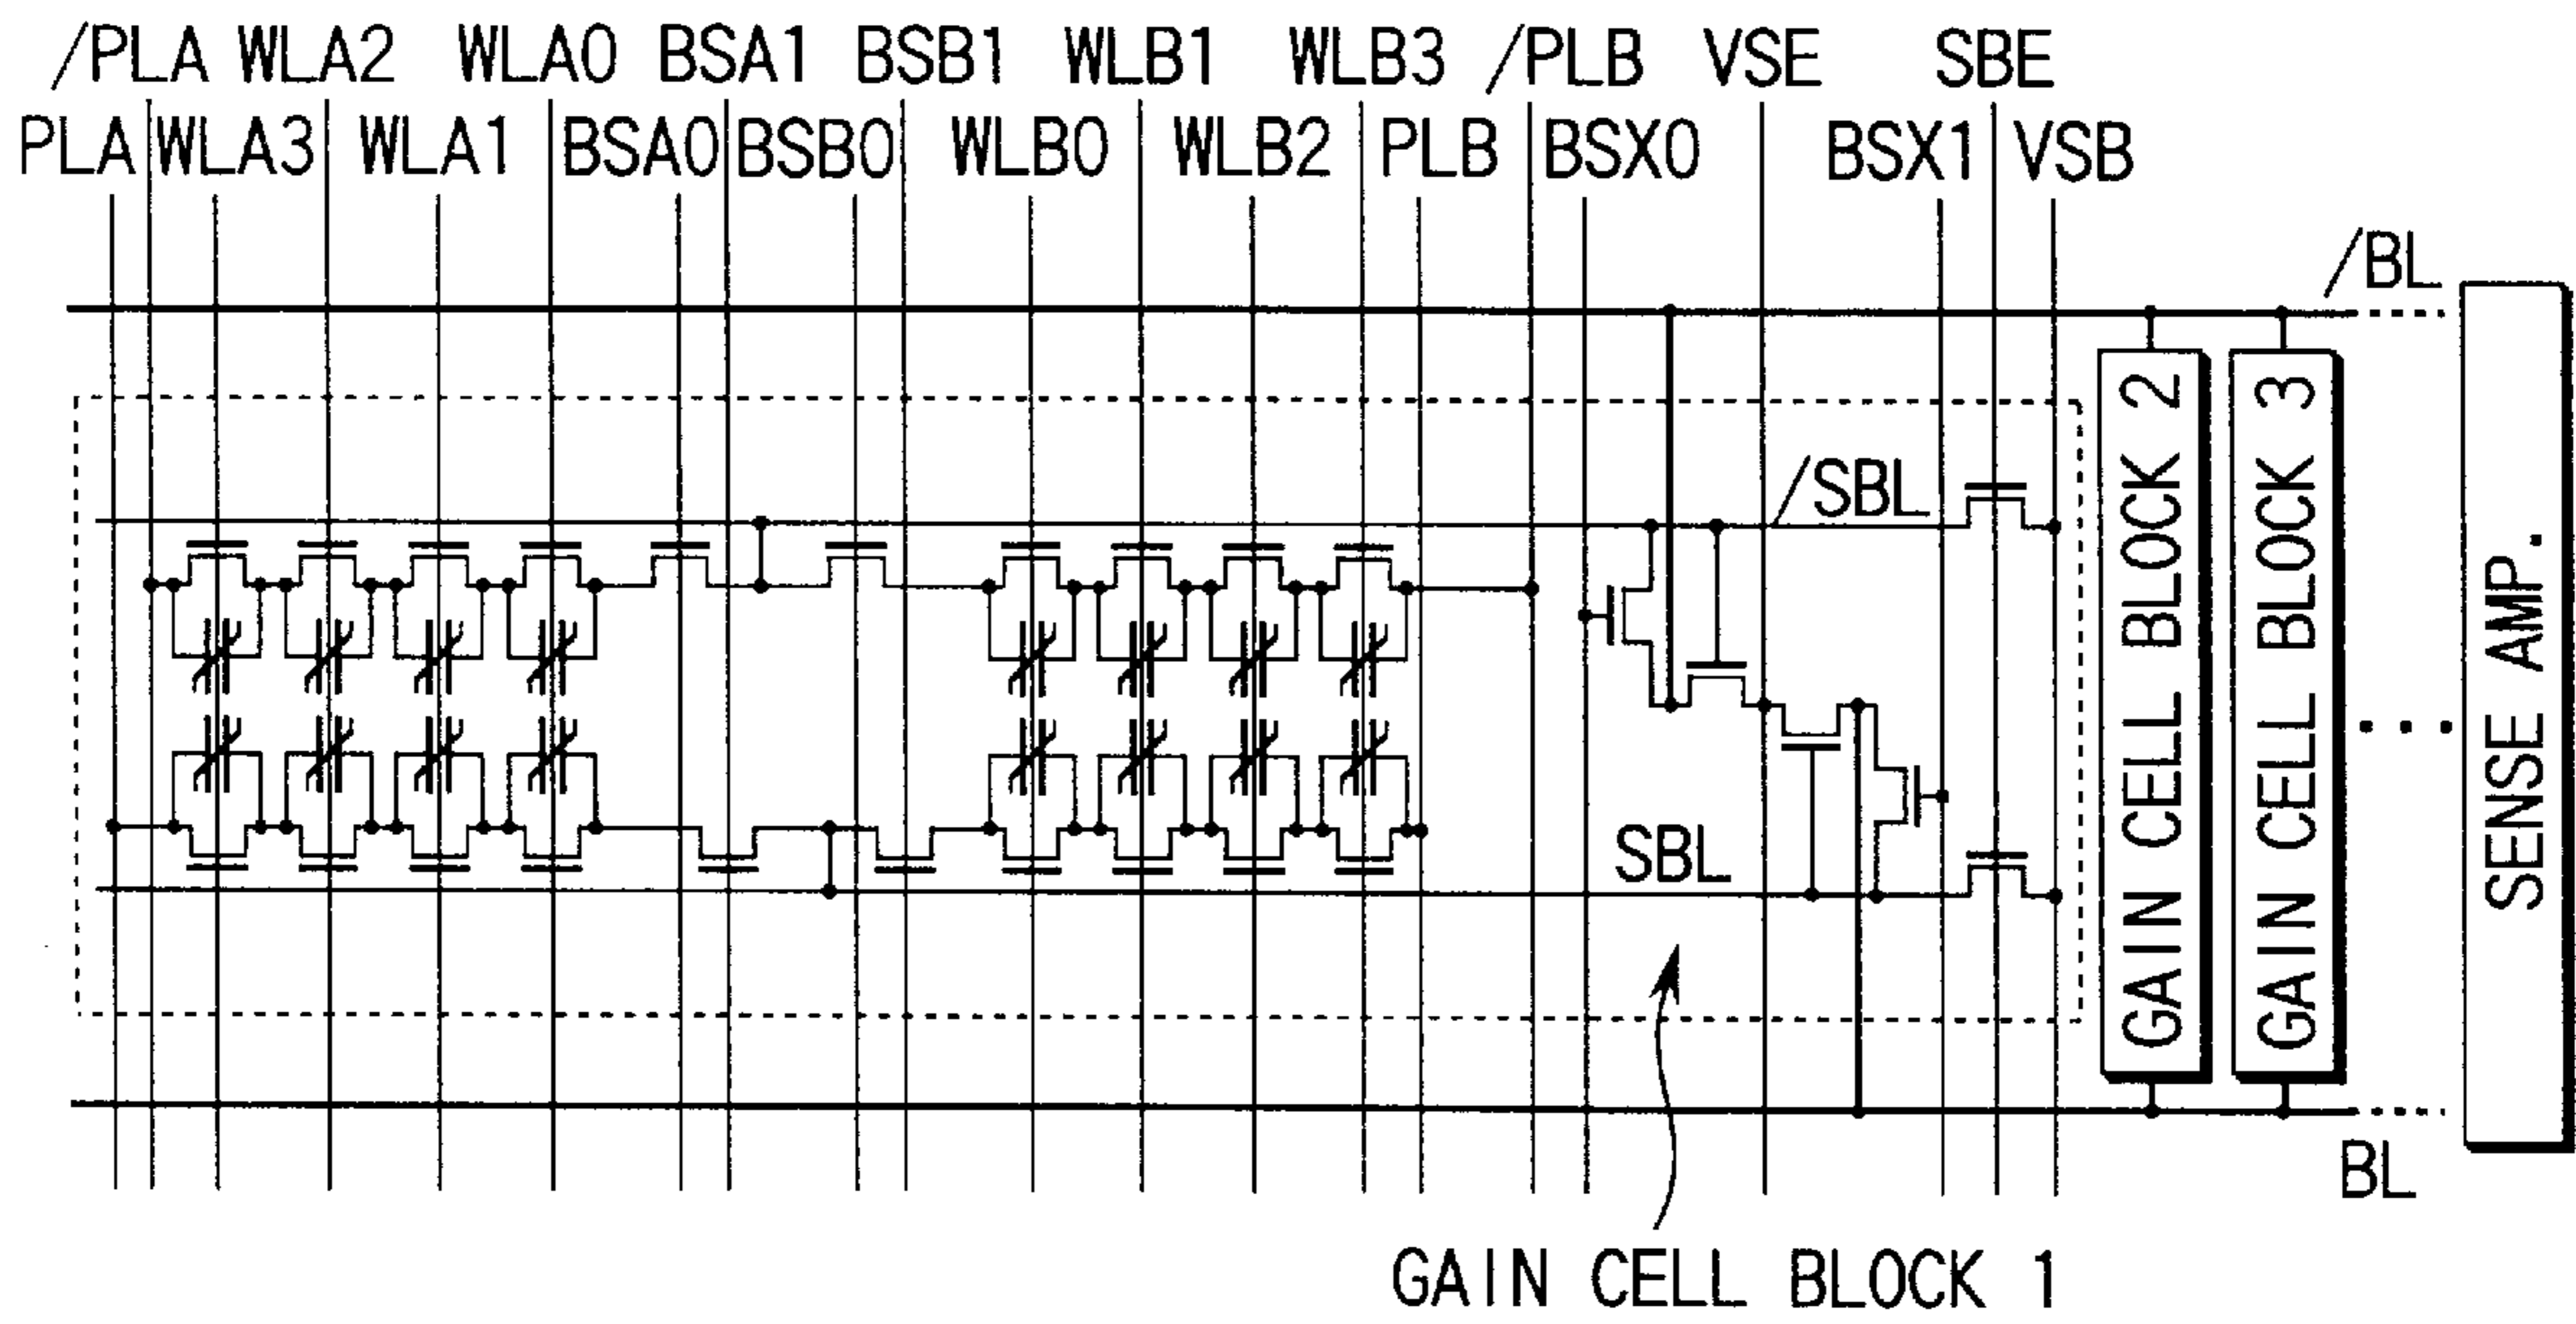 /PLA WLA2 WLA0 BSA1 BSB1 WLB1 WLB3 /PLB VSE SBE
PLA WLA3 WLA1 BSA0 BSB0 WLB0 WLB2 PLB BSX0 BSX1 VSB
/BL
/SBL
SBL
GAIN CELL BLOCK 2
GAIN CELL BLOCK 3
SENSE AMP.
BL
GAIN CELL BLOCK 1